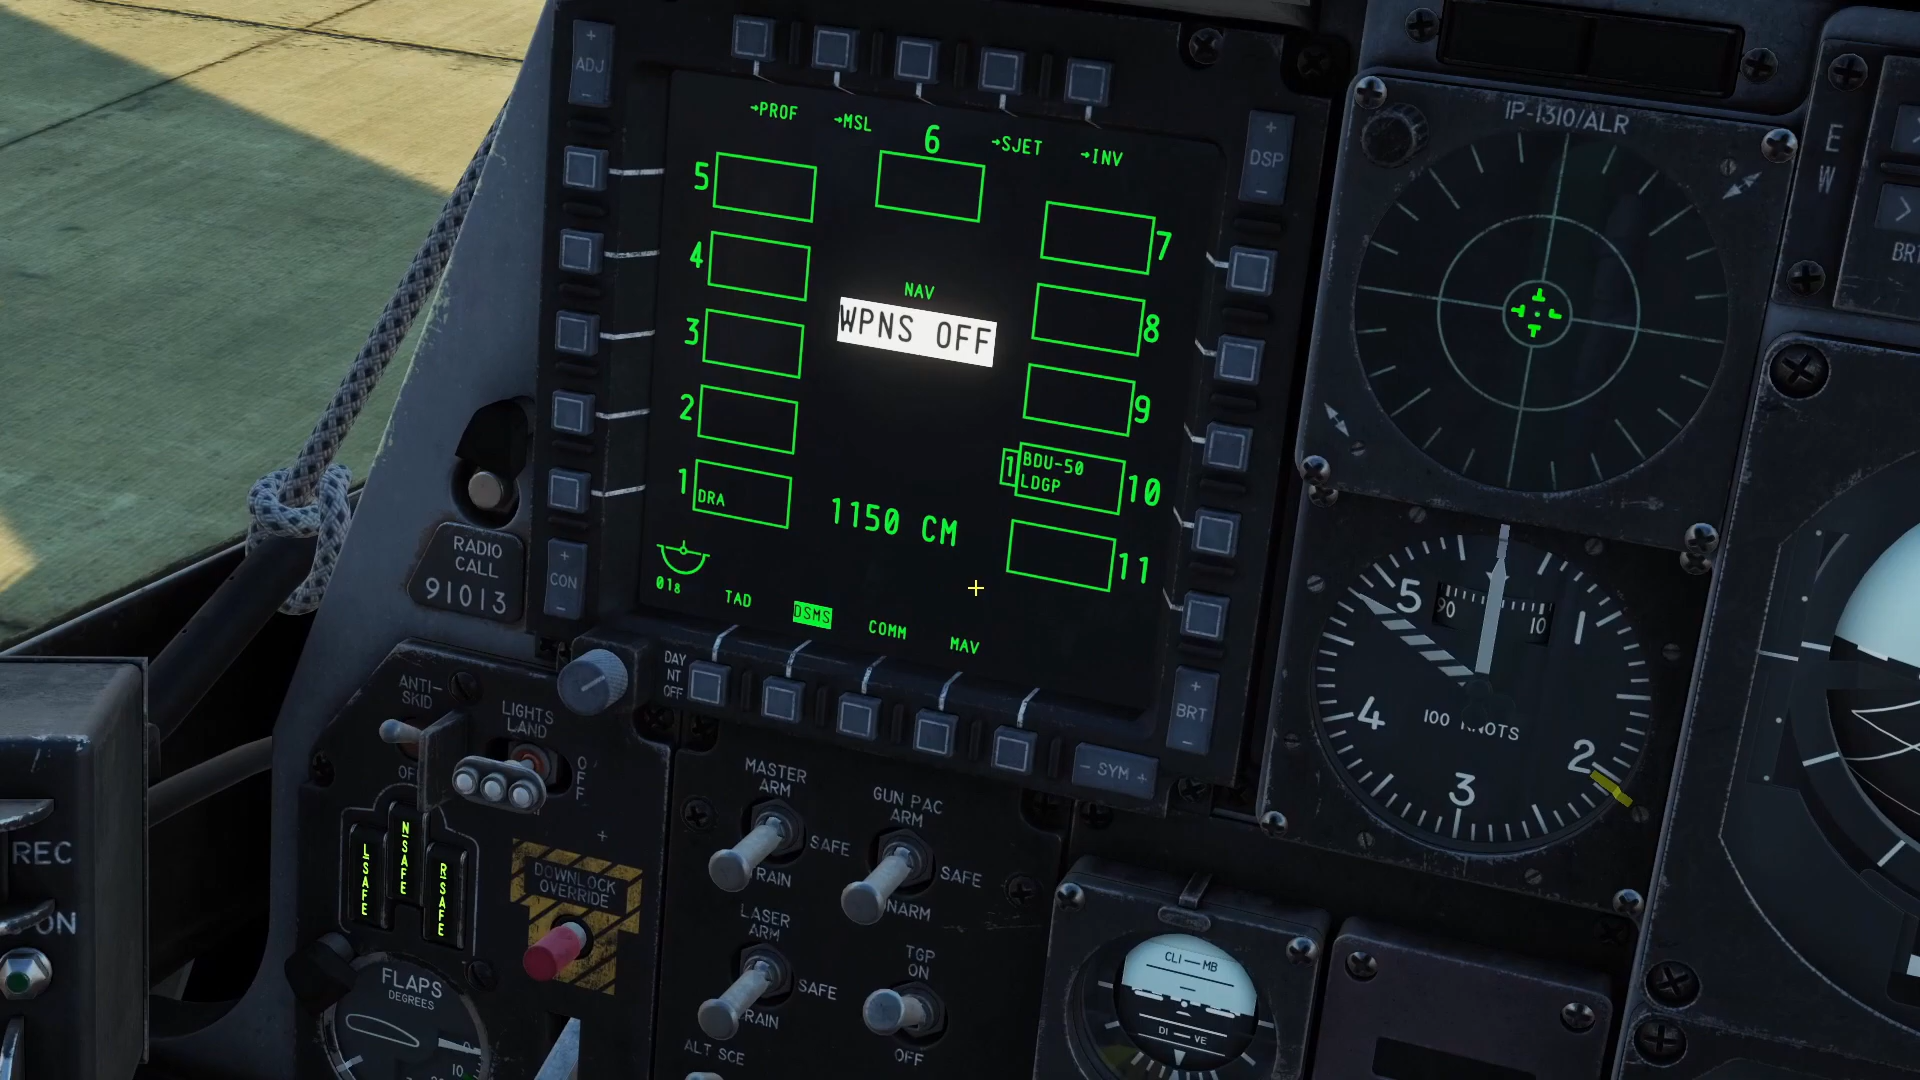 ADJ
→PROF
→MSL
6
→SJET
→INV
DSP
5
4
3
2
1
DRA
NAV
WPNS OFF
7
8
9
1
BDU-50
LDGP
10
11
1150 CM
018
TAD
DSMS
COMM
MAV
CON
BRT
SYM
DAY
NT
OFF
IP-1310/ALR
E
W
BRT
RADIO
CALL
91013
ANTI-
SKID
LIGHTS
LAND
OFF
MASTER
ARM
SAFE
TRAIN
GUN PAC
ARM
SAFE
LASER
ARM
SAFE
TRAIN
TGP
ON
OFF
ALT SCE
L SAFE
N SAFE
R SAFE
DOWNLOCK
OVERRIDE
FLAPS
DEGREES
0
10
REC
ON
5
90
10
1
4
100 KNOTS
2
3
CLI MB
DI VE